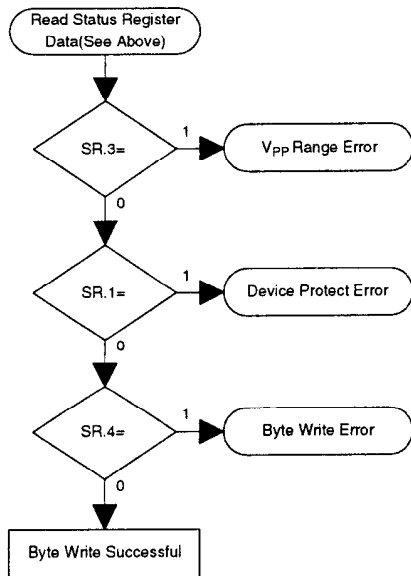 Read Status Register
Data(See Above)
SR.3=
1
VPP Range Error
0
SR.1=
1
Device Protect Error
0
SR.4=
1
Byte Write Error
0
Byte Write Successful